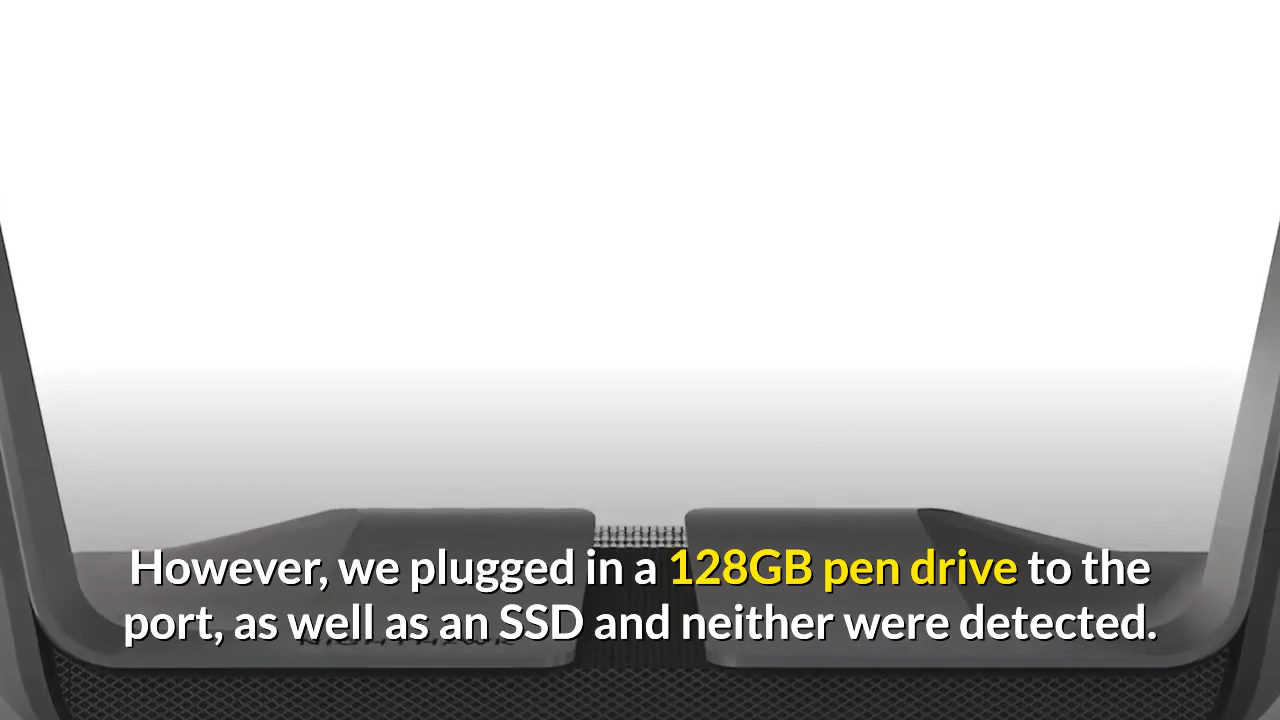 However, we plugged in a 128GB pen drive to the
port, as well as an SSD and neither were detected.